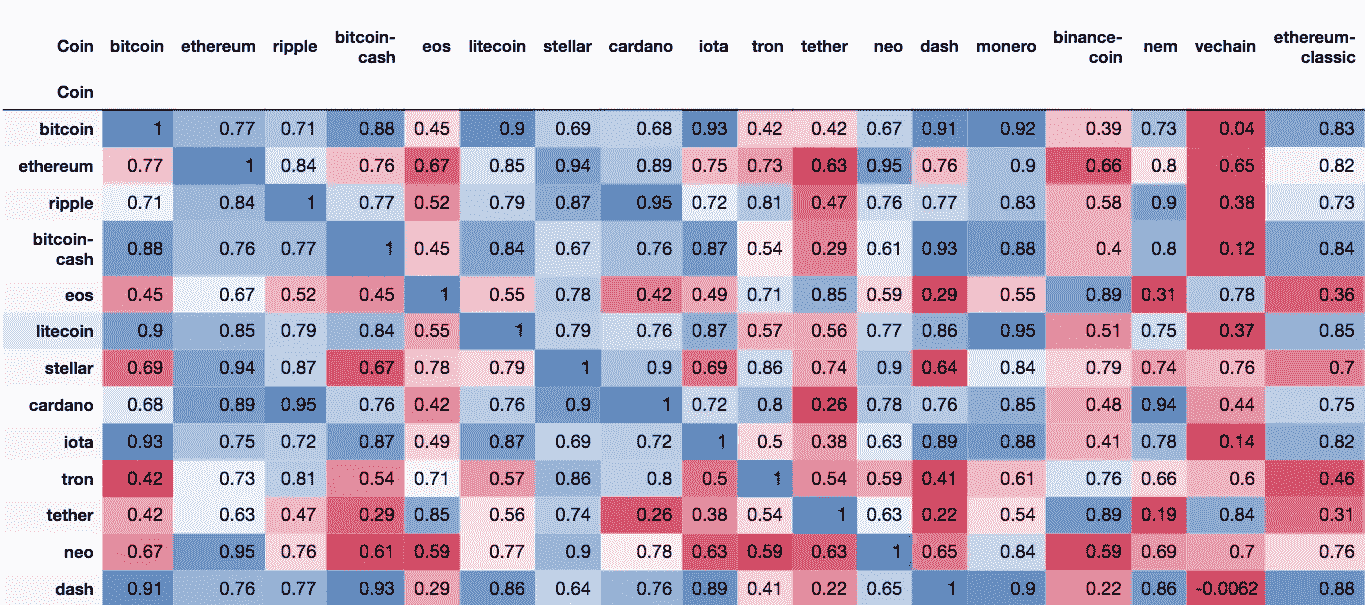 Coin bitcoin ethereum ripple bitcoin- eos litecoin stellar cardano iota tron tether neo dash monero binance- nem vechain ethereum-
cash coin classic
Coin
bitcoin 1 0.77 0.71 0.88 0.45 0.9 0.69 0.68 0.93 0.42 0.42 0.67 0.91 0.92 0.39 0.73 0.04 0.83
ethereum 0.77 1 0.84 0.76 0.67 0.85 0.94 0.89 0.75 0.73 0.63 0.95 0.76 0.9 0.66 0.8 0.65 0.82
ripple 0.71 0.84 1 0.77 0.52 0.79 0.87 0.95 0.72 0.81 0.47 0.76 0.77 0.83 0.58 0.9 0.38 0.73
bitcoin-
cash 0.88 0.76 0.77 1 0.45 0.84 0.67 0.76 0.87 0.54 0.29 0.61 0.93 0.88 0.4 0.8 0.12 0.84
eos 0.45 0.67 0.52 0.45 1 0.55 0.78 0.42 0.49 0.71 0.85 0.59 0.29 0.55 0.89 0.31 0.78 0.36
litecoin 0.9 0.85 0.79 0.84 0.55 1 0.79 0.76 0.87 0.57 0.56 0.77 0.86 0.95 0.51 0.75 0.37 0.85
stellar 0.69 0.94 0.87 0.67 0.78 0.79 1 0.9 0.69 0.86 0.74 0.9 0.64 0.84 0.79 0.74 0.76 0.7
cardano 0.68 0.89 0.95 0.76 0.42 0.76 0.9 1 0.72 0.8 0.26 0.78 0.76 0.85 0.48 0.94 0.44 0.75
iota 0.93 0.75 0.72 0.87 0.49 0.87 0.69 0.72 1 0.5 0.38 0.63 0.89 0.88 0.41 0.78 0.14 0.82
tron 0.42 0.73 0.81 0.54 0.71 0.57 0.86 0.8 0.5 1 0.54 0.59 0.41 0.61 0.76 0.66 0.6 0.46
tether 0.42 0.63 0.47 0.29 0.85 0.56 0.74 0.26 0.38 0.54 1 0.63 0.22 0.54 0.89 0.19 0.84 0.31
neo 0.67 0.95 0.76 0.61 0.59 0.77 0.9 0.78 0.63 0.59 0.63 1 0.65 0.84 0.59 0.69 0.7 0.76
dash 0.91 0.76 0.77 0.93 0.29 0.86 0.64 0.76 0.89 0.41 0.22 0.65 1 0.9 0.22 0.86 -0.0062 0.88